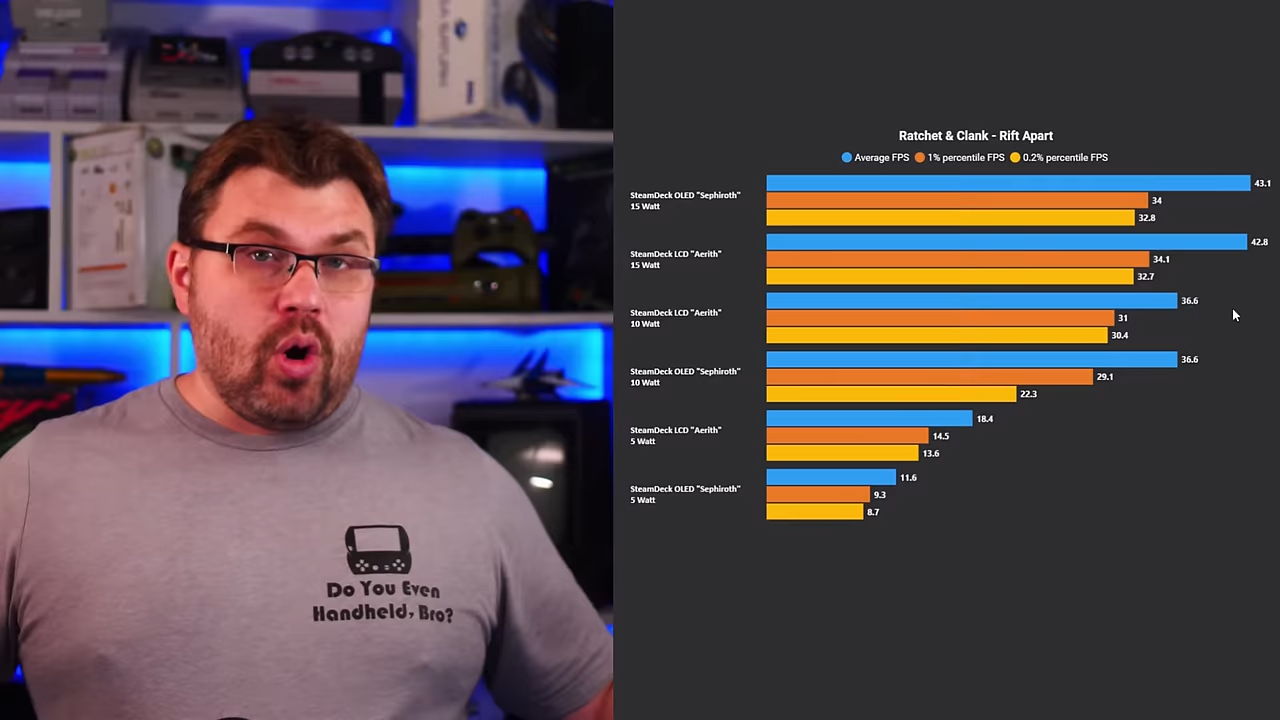 Do You Even
Handheld, Bro?
Ratchet & Clank - Rift Apart
Average FPS 1% percentile FPS 0.2% percentile FPS
SteamDeck OLED "Sephiroth"
15 Watt
43.1
34
32.8
SteamDeck LCD "Aerith"
15 Watt
42.8
34.1
32.7
SteamDeck LCD "Aerith"
10 Watt
36.6
31
30.4
SteamDeck OLED "Sephiroth"
10 Watt
36.6
29.1
22.3
SteamDeck LCD "Aerith"
5 Watt
18.4
14.5
13.6
SteamDeck OLED "Sephiroth"
5 Watt
11.6
9.3
8.7